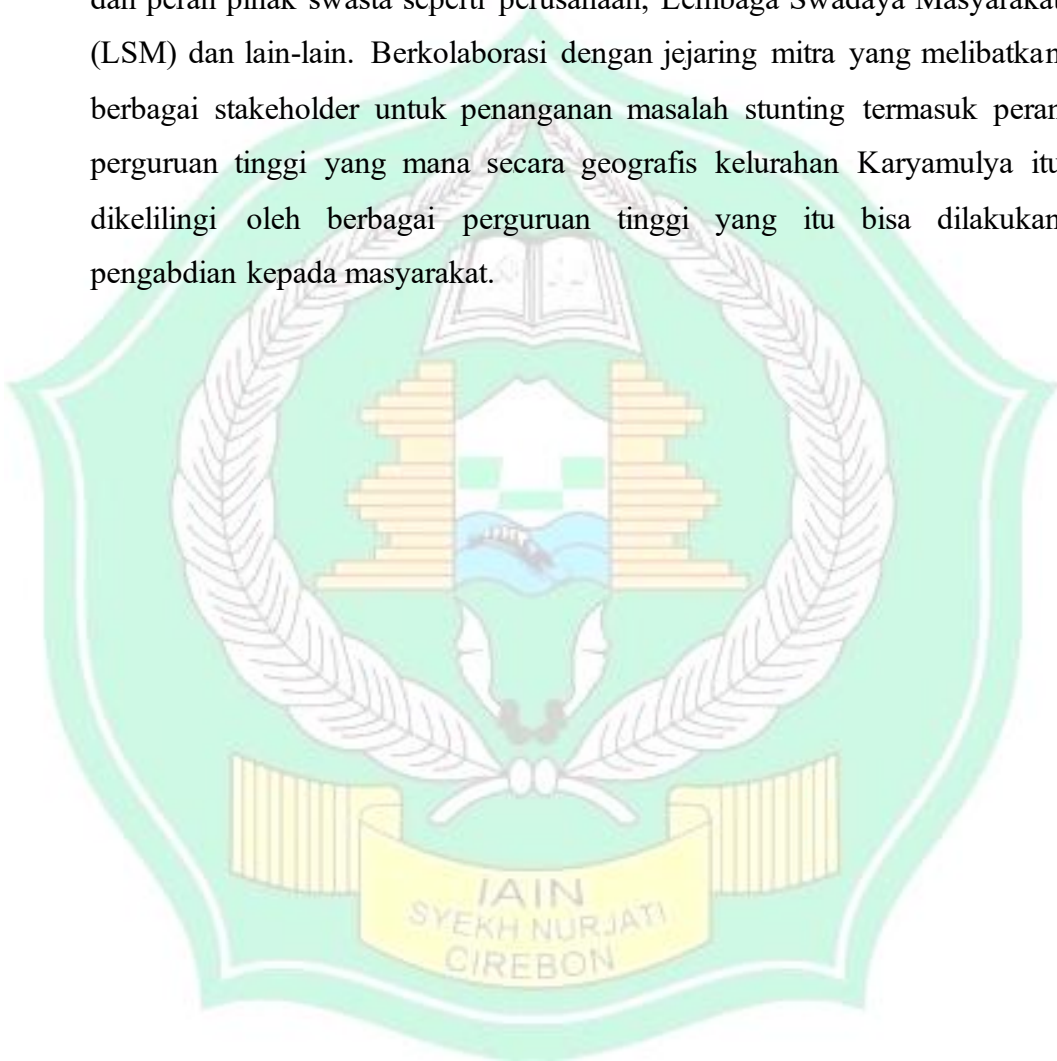 dan peran pihak swasta seperti perusahaan, Lembaga Swadaya Masyarakat
(LSM) dan lain-lain. Berkolaborasi dengan jejaring mitra yang melibatkan
berbagai stakeholder untuk penanganan masalah stunting termasuk peran
perguruan tinggi yang mana secara geografis kelurahan Karyamulya itu
dikelilingi oleh berbagai perguruan tinggi yang itu bisa dilakukan
pengabdian kepada masyarakat.
IAIN
SYEKH NURJATI
CIREBON